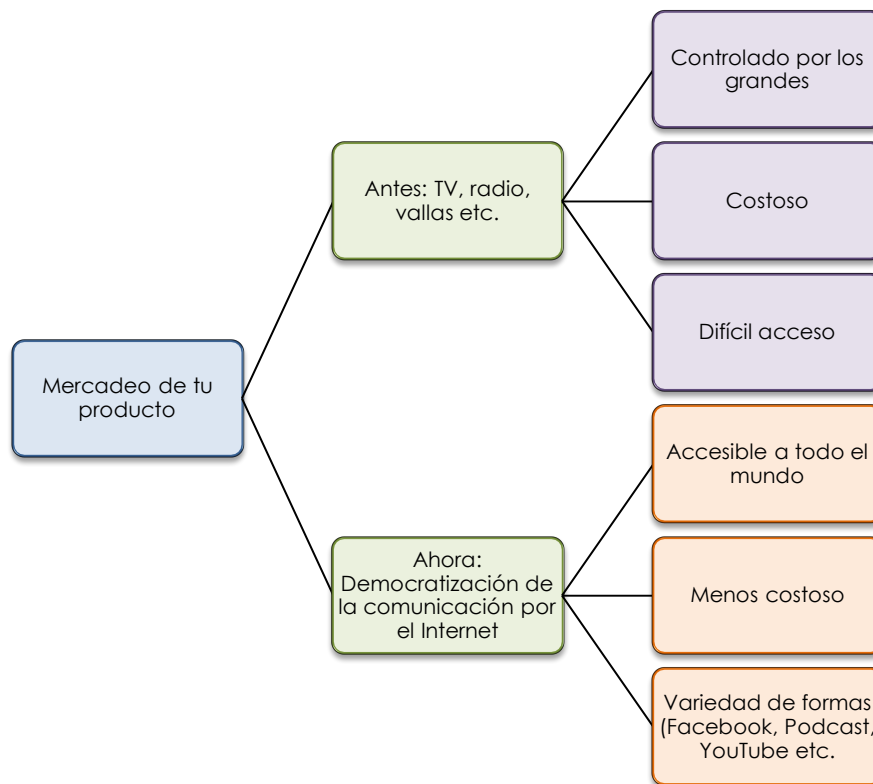 Mercadeo de tu
producto
Antes: TV, radio,
vallas etc.
Controlado por los
grandes
Costoso
Difícil acceso
Ahora:
Democratización de
la comunicación por
el Internet
Accesible a todo el
mundo
Menos costoso
Variedad de formas
(Facebook, Podcast,
YouTube etc.